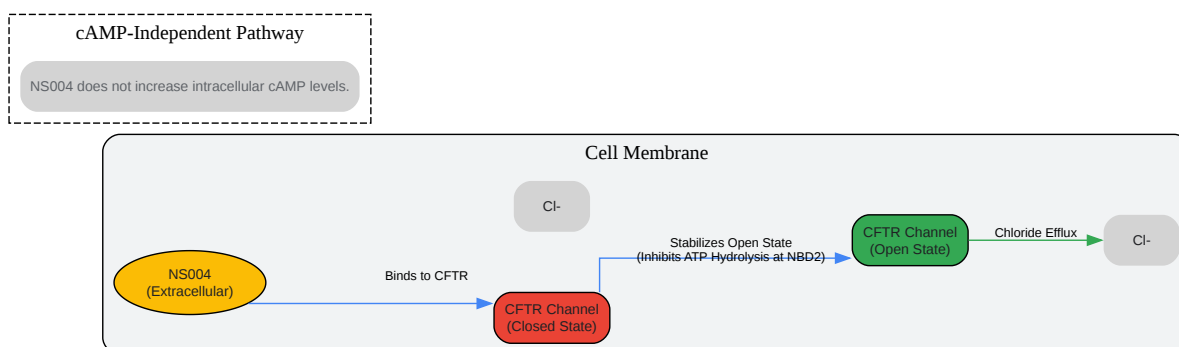 cAMP-Independent Pathway
NS004 does not increase intracellular cAMP levels.
Cell Membrane
Cl-
NS004
(Extracellular)
Binds to CFTR
CFTR Channel
(Closed State)
Stabilizes Open State
(Inhibits ATP Hydrolysis at NBD2)
CFTR Channel
(Open State)
Chloride Efflux
Cl-